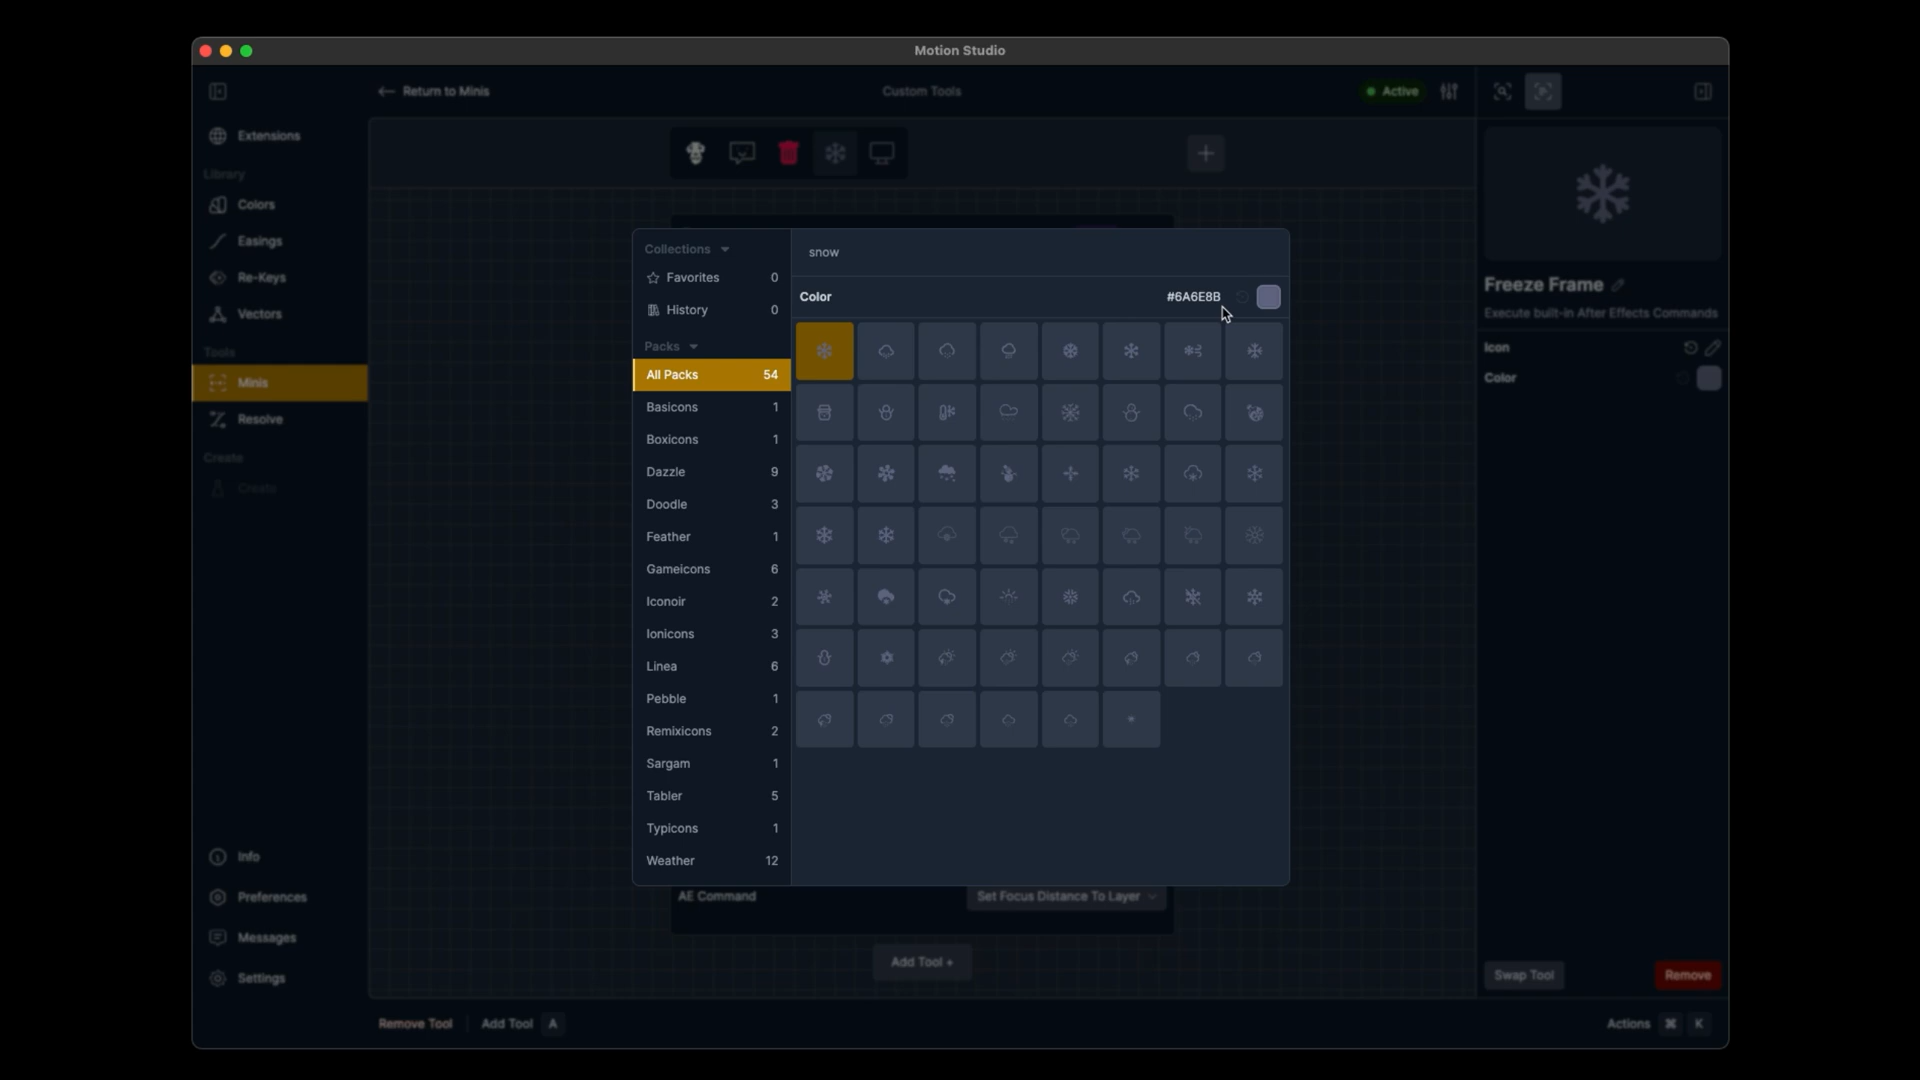 Motion Studio
Return to Minis
Custom Tools
Active
Extensions
Library
Colors
Easings
Re-Keys
Vectors
Tools
Minis
Resolve
Create
Create
Info
Preferences
Messages
Settings
Collections
Favorites 0
History 0
Packs
All Packs 54
Basicons 1
Boxicons 1
Dazzle 9
Doodle 3
Feather 1
Gameicons 6
Iconoir 2
Ionicons 3
Linea 6
Pebble 1
Remixicons 2
Sargam 1
Tabler 5
Typicons 1
Weather 12
snow
Color #6A6E8B
AE Command Set Focus Distance To Layer
Add Tool +
Freeze Frame
Execute built-in After Effects Commands
Icon
Color
Swap Tool Remove
Remove Tool Add Tool A
Actions ⌘ K